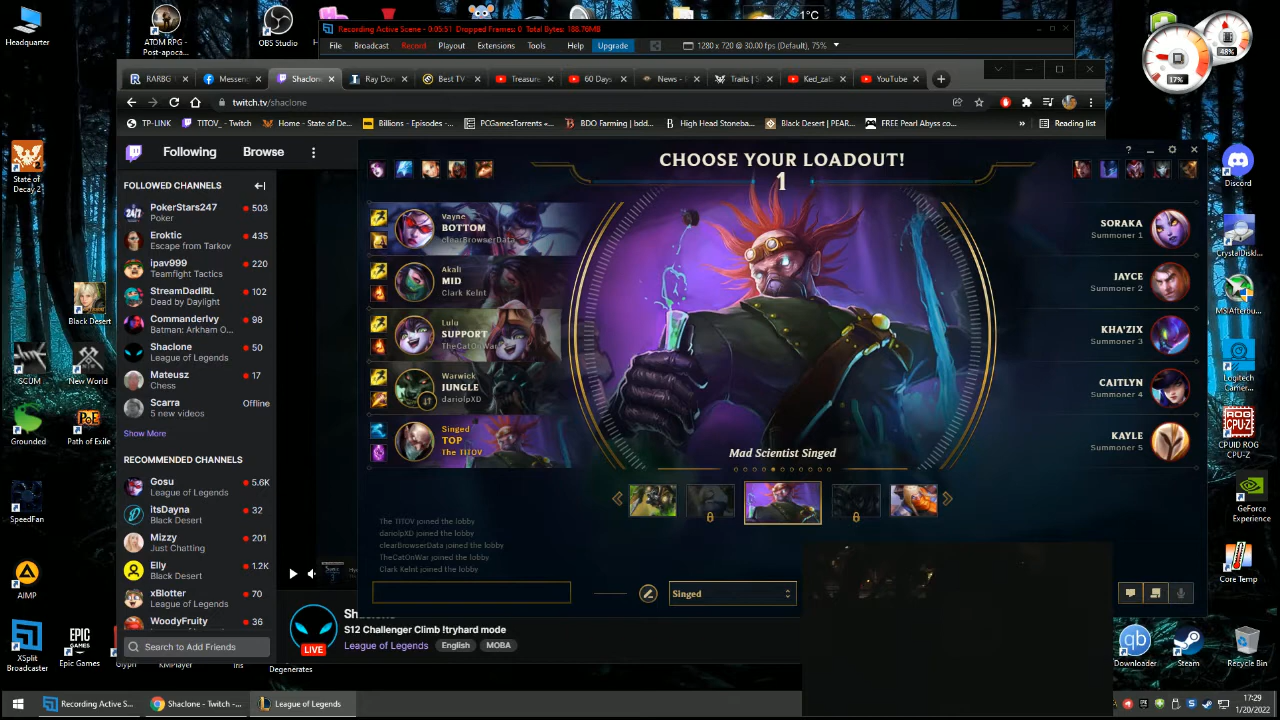 Headquarter
ATOM RPG -
Post-apoca...
OBS Studio
Recording Active Scene - 0:05:51 Dropped Frames: 0 Total Bytes: 188.76MB
File Broadcast Record Playout Extensions Tools Help Upgrade
1280 x 720 @ 30.00 fps (Default), 75%
1°C
48%
17%
RARBG
Messen
Shaclone
Ray Don
Best TV
Treasure
60 Days
News -
Traits | S
Ked_zab
YouTube
twitch.tv/shaclone
TP-LINK
TITOV_ - Twitch
Home - State of De...
Billions - Episodes -...
PCGamesTorrents «...
BDO Farming | bdd...
High Head Stoneba...
Black Desert | PEAR...
FREE Pearl Abyss co...
Reading list
Following
Browse
FOLLOWED CHANNELS
PokerStars247 503
Poker
Eroktic 435
Escape from Tarkov
ipav999 220
Teamfight Tactics
StreamDadIRL 102
Dead by Daylight
CommanderIvy 98
Batman: Arkham O...
Shaclone 50
League of Legends
Mateusz 17
Chess
Scarra Offline
5 new videos
Show More
RECOMMENDED CHANNELS
Gosu 5.6K
League of Legends
itsDayna 32
Black Desert
Mizzy 201
Just Chatting
Elly 1.2K
Black Desert
xBlotter 70
League of Legends
WoodyFruity 36
Search to Add Friends
CHOOSE YOUR LOADOUT!
1
Vayne
BOTTOM
clearBrowserData
Akali
MID
Clark Kelnt
Lulu
SUPPORT
TheCatOnWar
Warwick
JUNGLE
dariolpXD
Singed
TOP
The TITOV
SORAKA
Summoner 1
JAYCE
Summoner 2
KHA'ZIX
Summoner 3
CAITLYN
Summoner 4
KAYLE
Summoner 5
Mad Scientist Singed
The TITOV joined the lobby
dariolpXD joined the lobby
clearBrowserData joined the lobby
TheCatOnWar joined the lobby
Clark Kelnt joined the lobby
Singed
LIVE
S12 Challenger Climb !tryhard mode
League of Legends English MOBA
State of
Decay 2
Black Desert
SCUM
New World
Grounded
Path of Exile
SpeedFan
AIMP
XSplit
Broadcaster
Epic Games
KMPlayer
Degenerates
Discord
CrystalDiskI...
MSI Afterbu...
Logitech
Gamer...
CPUID ROG
CPU-Z
GeForce
Experience
Core Temp
Downloader
Steam
Recycle Bin
Recording Active S...
Shaclone - Twitch -...
League of Legends
17:29
1/20/2022